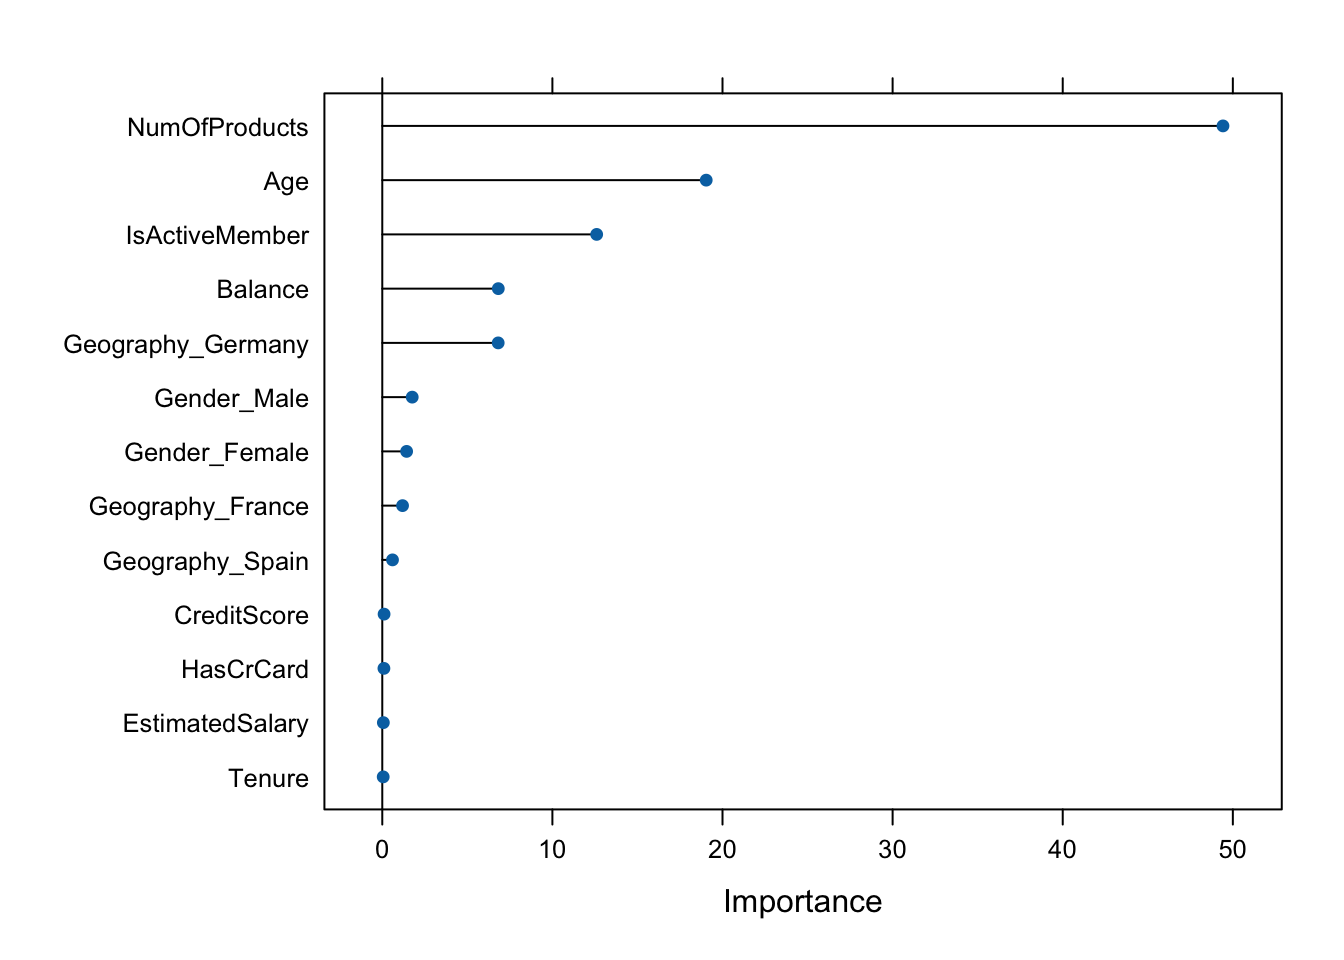 NumOfProducts
Age
IsActiveMember
Balance
Geography_Germany
Gender_Male
Gender_Female
Geography_France
Geography_Spain
CreditScore
HasCrCard
EstimatedSalary
Tenure
0 10 20 30 40 50
Importance